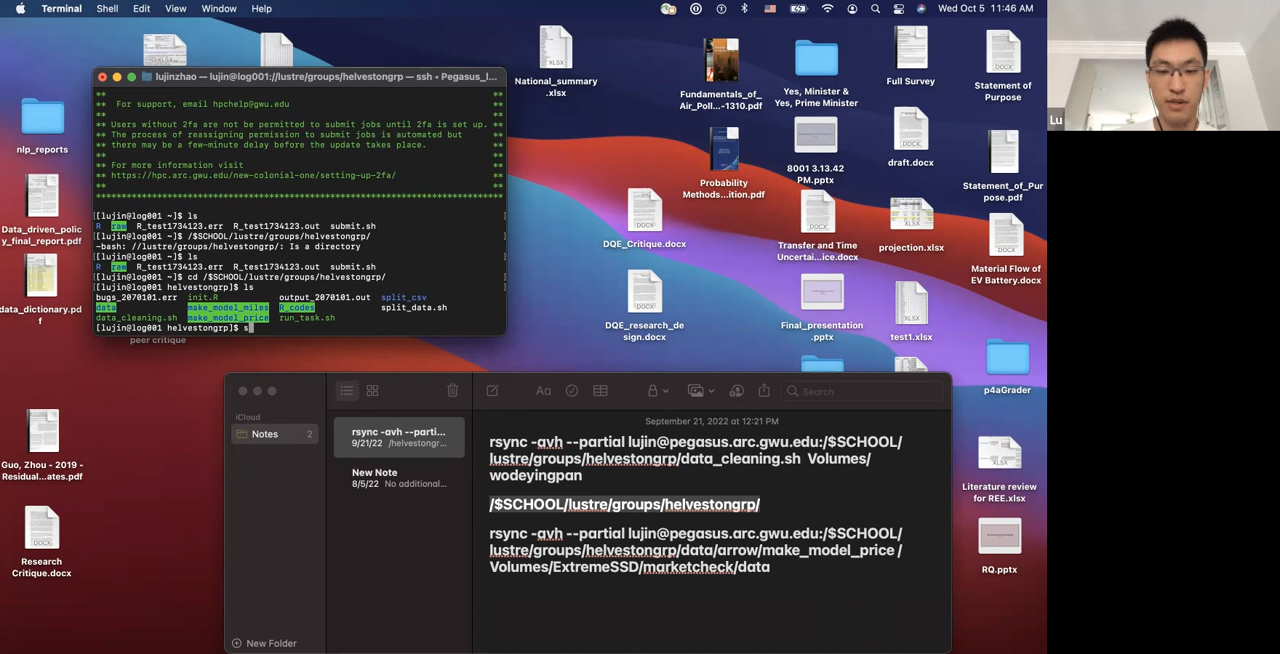 Terminal Shell Edit View Window Help
Wed Oct 5 11:46 AM
lujinzhao — lujin@log001://lustre/groups/helvestongrp — ssh ◂ Pegasus_l...
** **
** For support, email hpchelp@gwu.edu **
** **
** Users without 2fa are not be permitted to submit jobs until 2fa is set up. **
** The process of reassigning permission to submit jobs is automated but **
** there may be a few-minute delay before the update takes place. **
** **
** For more information visit **
** https://hpc.arc.gwu.edu/new-colonial-one/setting-up-2fa/ **
** **
[[lujin@log001 ~]$ ls
R raw R_test1734123.err R_test1734123.out submit.sh
[[lujin@log001 ~]$ /$SCHOOL/lustre/groups/helvestongrp/
-bash: //lustre/groups/helvestongrp/: Is a directory
[[lujin@log001 ~]$ ls
R raw R_test1734123.err R_test1734123.out submit.sh
[[lujin@log001 ~]$ cd /$SCHOOL/lustre/groups/helvestongrp/
[[lujin@log001 helvestongrp]$ ls
bugs_2070101.err init.R output_2070101.out split_csv
data make_model_miles R_codes split_data.sh
data_cleaning.sh make_model_price run_task.sh
[lujin@log001 helvestongrp]$ s
peer critique
nlp_reports
Data_driven_polic
y_final_report.pdf
data_dictionary.pd
f
Guo, Zhou - 2019 -
Residual...ates.pdf
Research
Critique.docx
XLSX
National_summary
.xlsx
Fundamentals_of_
Air_Poll...-1310.pdf
Yes, Minister &
Yes, Prime Minister
Full Survey
DOCX
Statement of
Purpose
Probability
Methods...ition.pdf
8001 3.13.42
PM.pptx
DOCX
draft.docx
DOCX
Statement_of_Pur
pose.pdf
DOCX
DQE_Critique.docx
DOCX
Transfer and Time
Uncertai...ice.docx
XLSX
projection.xlsx
DOCX
Material Flow of
EV Battery.docx
DOCX
DQE_research_de
sign.docx
Final_presentation
.pptx
XLSX
test1.xlsx
p4aGrader
XLSX
Literature review
for REE.xlsx
RQ.pptx
iCloud
Notes 2
New Folder
rsync -avh --parti...
9/21/22 /helvestongr...
New Note
8/5/22 No additional...
Aa
Search
September 21, 2022 at 12:21 PM
rsync -avh --partial lujin@pegasus.arc.gwu.edu:/$SCHOOL/
lustre/groups/helvestongrp/data_cleaning.sh Volumes/
wodeyingpan
/$SCHOOL/lustre/groups/helvestongrp/
rsync -avh --partial lujin@pegasus.arc.gwu.edu:/$SCHOOL/
lustre/groups/helvestongrp/data/arrow/make_model_price /
Volumes/ExtremeSSD/marketcheck/data
Lu